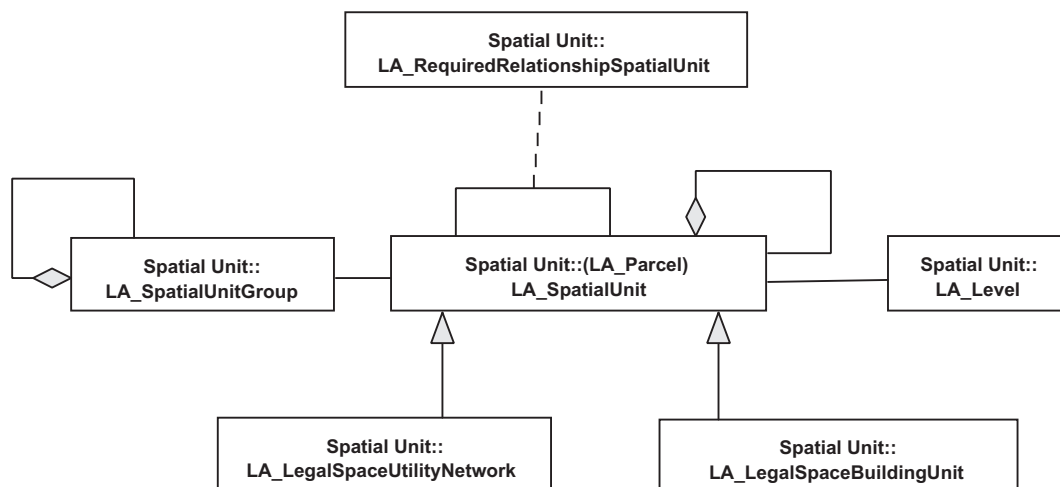 Spatial Unit::
LA_RequiredRelationshipSpatialUnit
Spatial Unit::
LA_SpatialUnitGroup
Spatial Unit::(LA_Parcel)
LA_SpatialUnit
Spatial Unit::
LA_Level
Spatial Unit::
LA_LegalSpaceUtilityNetwork
Spatial Unit::
LA_LegalSpaceBuildingUnit